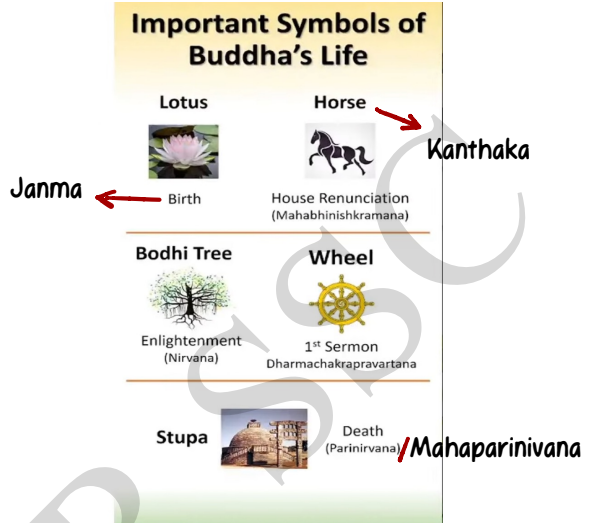 Important Symbols of
Buddha's Life
Lotus
Horse
Kanthaka
Janma
Birth
House Renunciation
(Mahabhinishkramana)
Bodhi Tree
Wheel
Enlightenment
(Nirvana)
1st Sermon
Dharmachakrapravartana
Stupa
Death
(Parinirvana)
/Mahaparinivana
P SSC